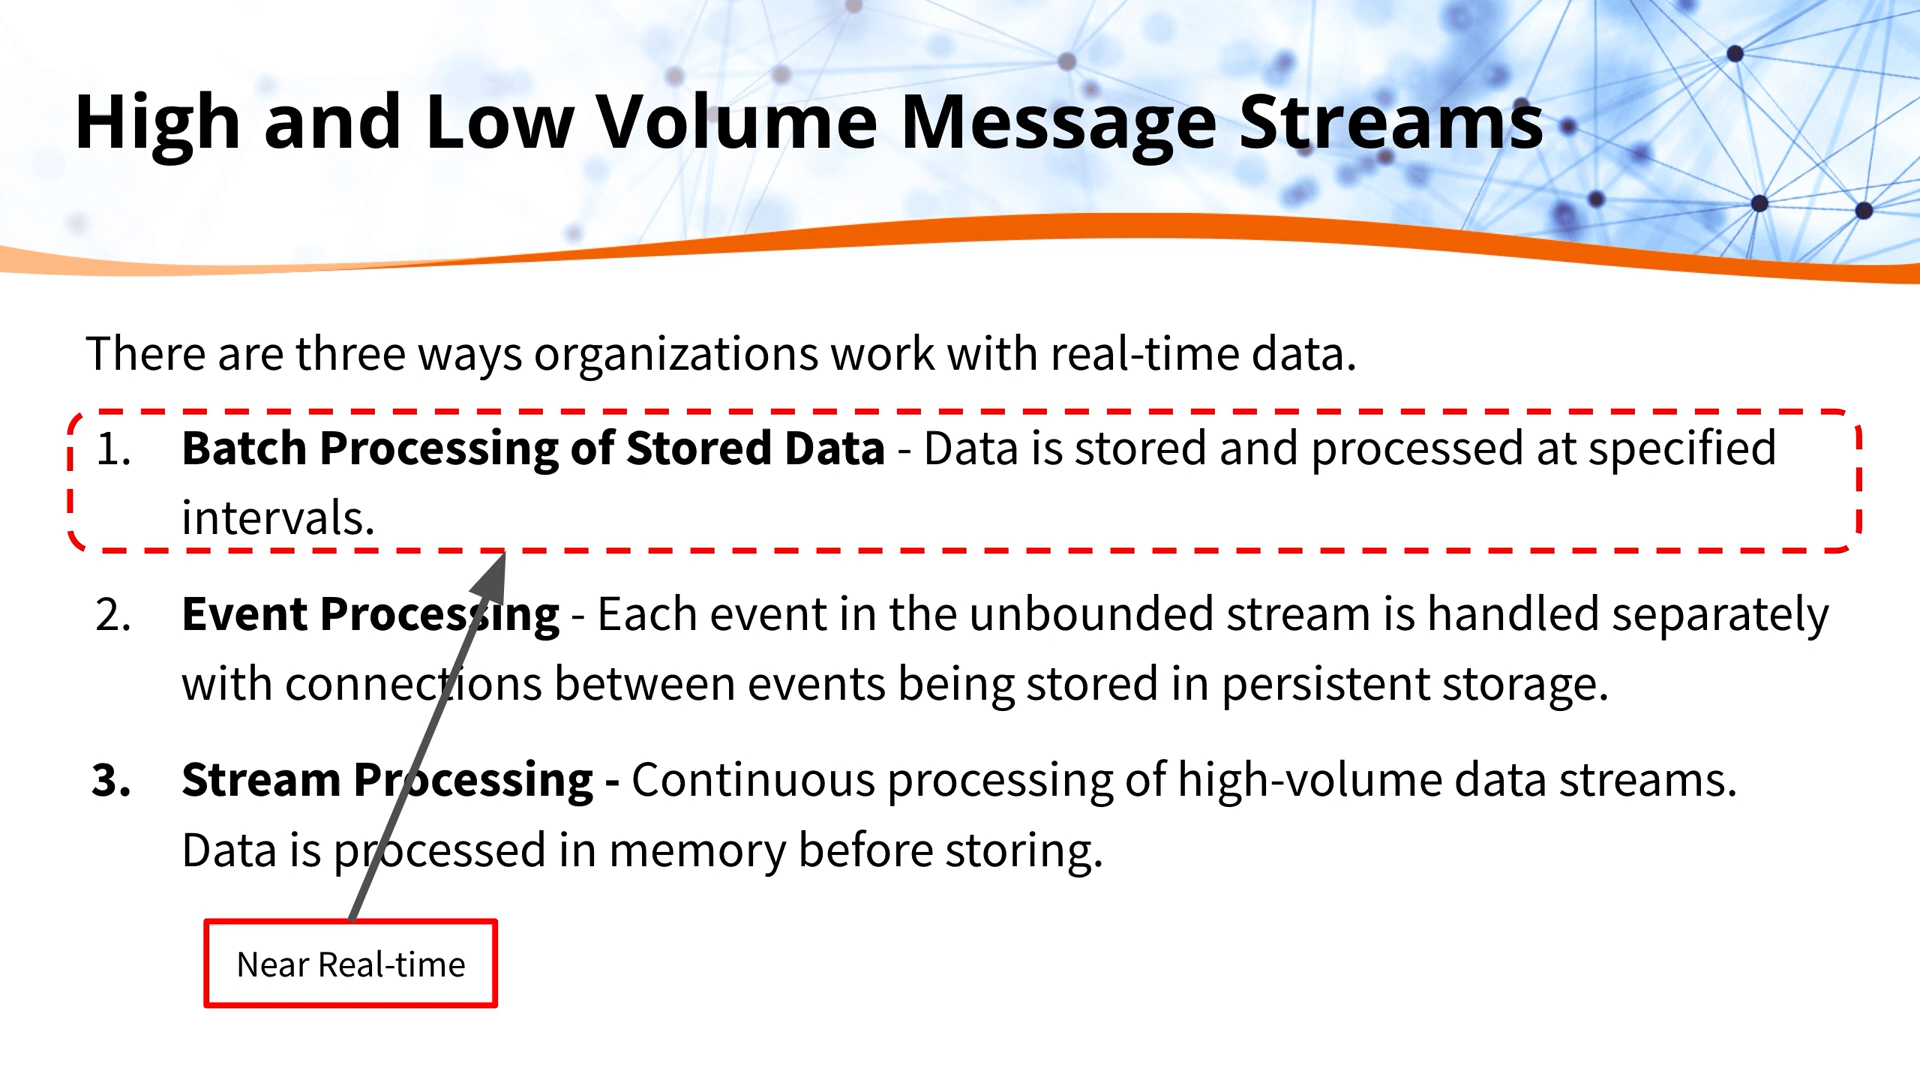 High and Low Volume Message Streams
There are three ways organizations work with real-time data.
1. Batch Processing of Stored Data - Data is stored and processed at specified
intervals.
2. Event Processing - Each event in the unbounded stream is handled separately
with connections between events being stored in persistent storage.
3. Stream Processing - Continuous processing of high-volume data streams.
Data is processed in memory before storing.
Near Real-time